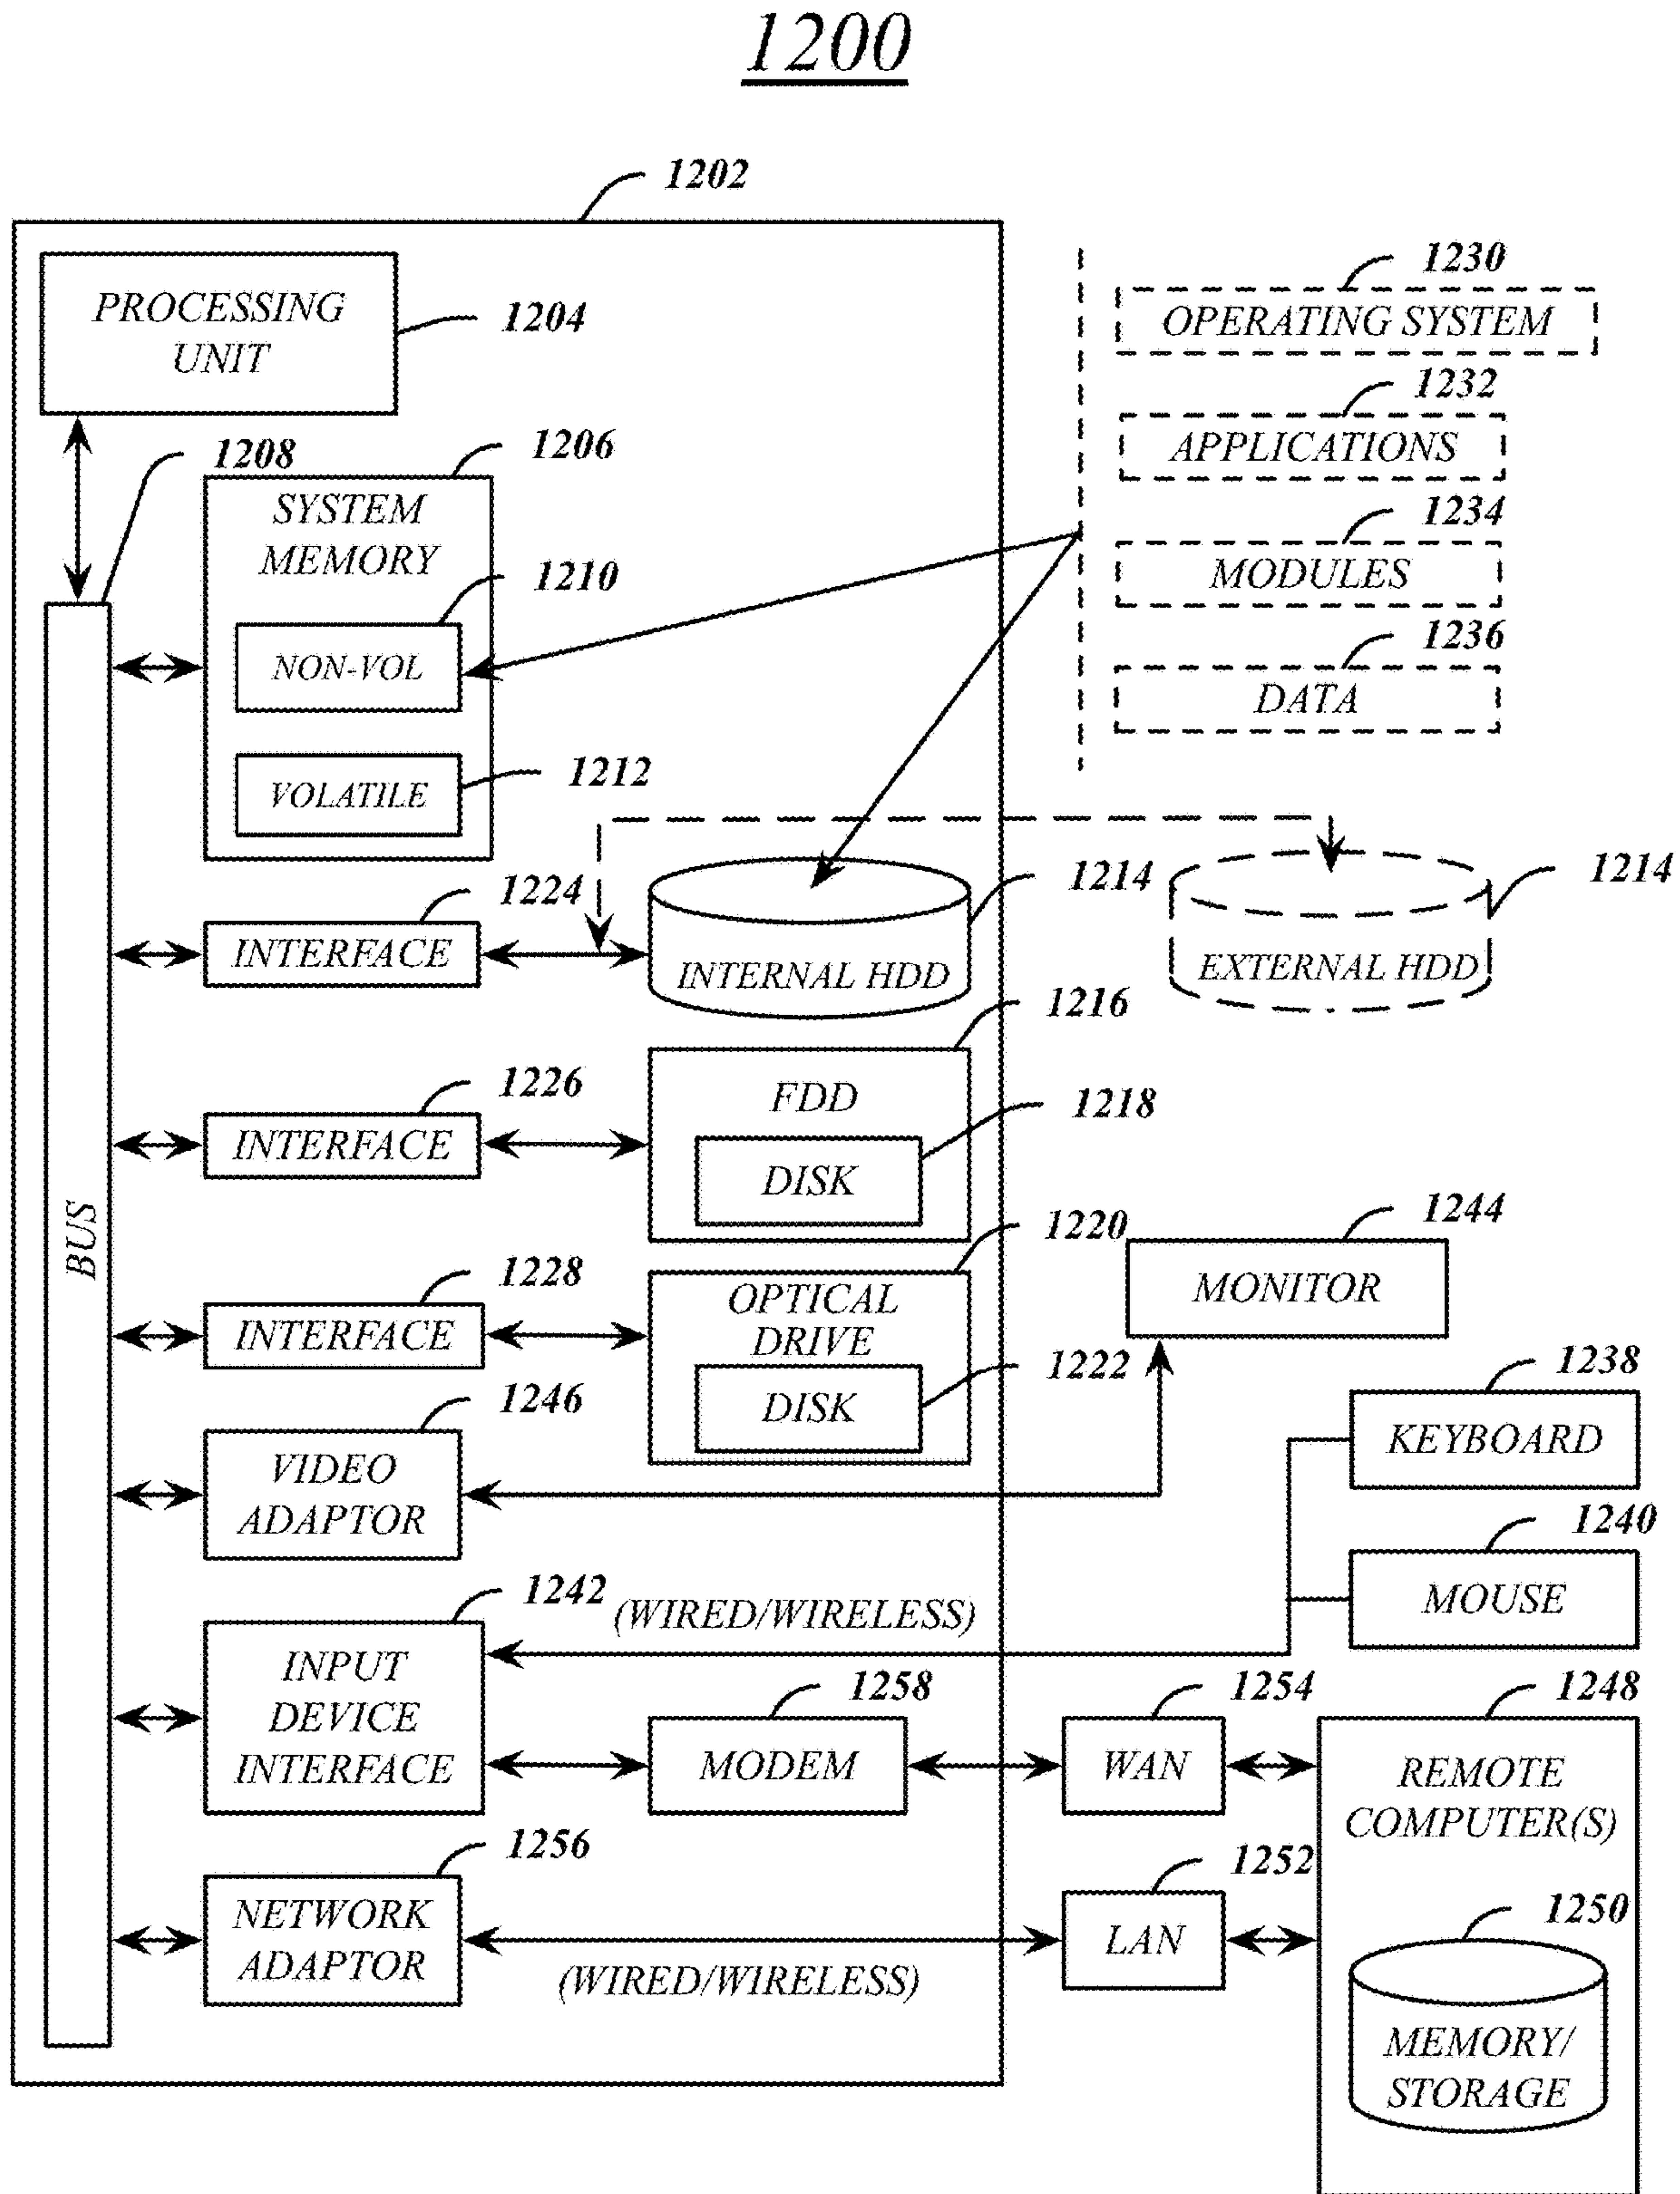 1200
1202
PROCESSING
UNIT
1204
1230
OPERATING SYSTEM
1232
APPLICATIONS
1234
MODULES
1236
DATA
1208
1206
SYSTEM
MEMORY
1210
NON-VOL
1212
VOLATILE
BUS
1224
INTERFACE
1214
INTERNAL HDD
1214
EXTERNAL HDD
1226
INTERFACE
1216
FDD
1218
DISK
1228
INTERFACE
1220
OPTICAL
DRIVE
1222
DISK
1244
MONITOR
1246
VIDEO
ADAPTOR
1238
KEYBOARD
1240
MOUSE
1242
(WIRED/WIRELESS)
INPUT
DEVICE
INTERFACE
1258
MODEM
1254
WAN
1248
REMOTE
COMPUTER(S)
1256
NETWORK
ADAPTOR
(WIRED/WIRELESS)
1252
LAN
1250
MEMORY/
STORAGE